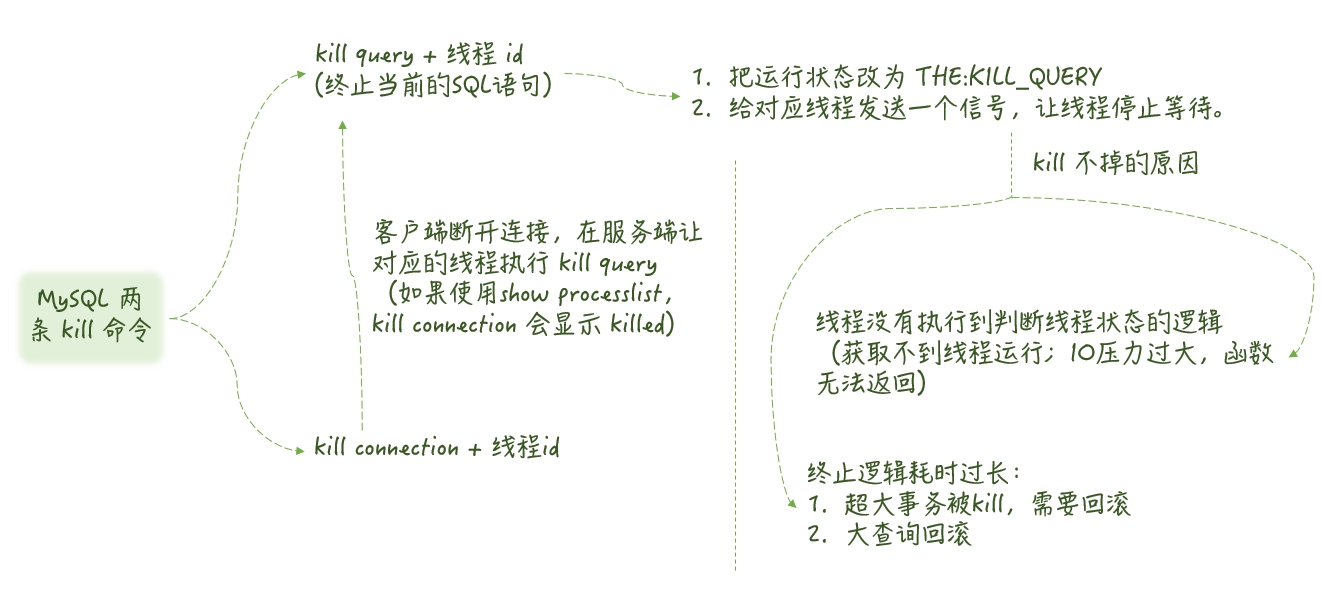 MySQL 两
条 kill 命令
kill query + 线程 id
(终止当前的SQL语句)
1. 把运行状态改为 THE:KILL_QUERY
2. 给对应线程发送一个信号，让线程停止等待。
kill 不掉的原因
客户端断开连接，在服务端让
对应的线程执行 kill query
（如果使用show processlist,
kill connection 会显示 killed)
kill connection + 线程id
线程没有执行到判断线程状态的逻辑
（获取不到线程运行；IO压力过大，函数
无法返回)
终止逻辑耗时过长：
1. 超大事务被kill，需要回滚
2. 大查询回滚